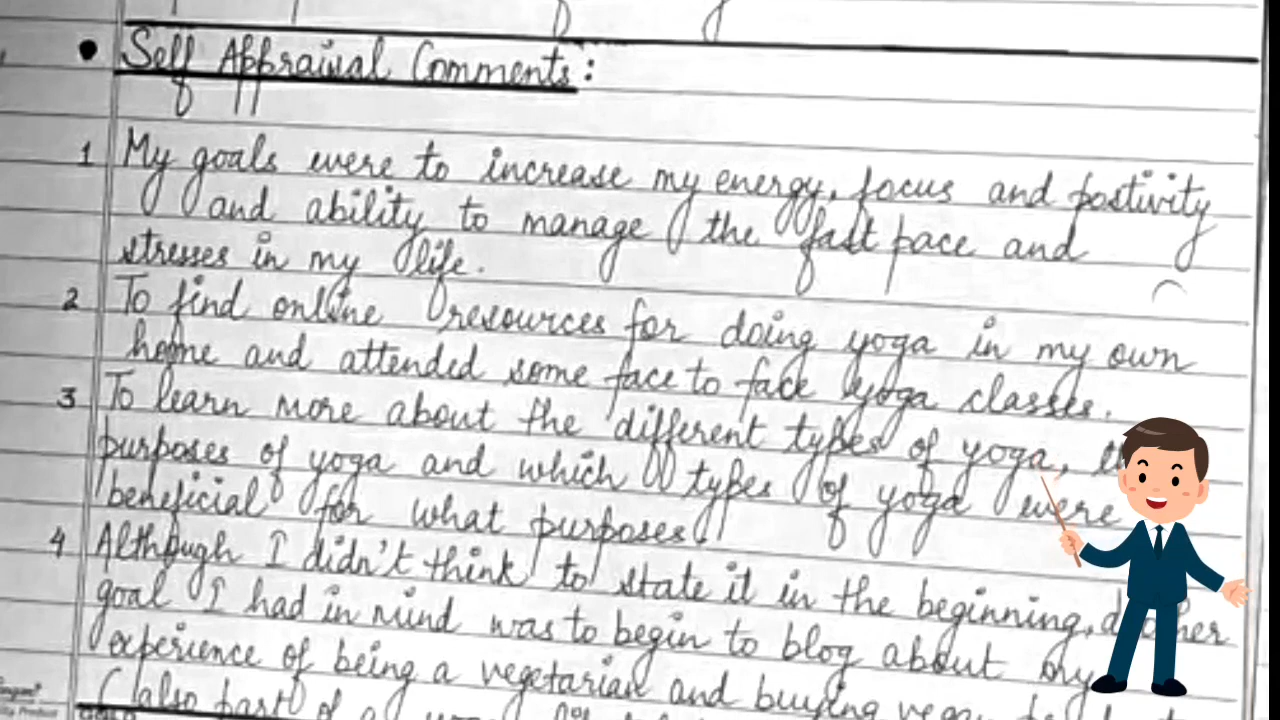 Self Appraisal Comments:
1 My goals were to increase my energy, focus and postivity
and ability to manage the fast pace and
stresses in my life.
2 To find online resources for doing yoga in my own
home and attended some face to face yoga classes.
3 To learn more about the different types of yoga,
purposes of yoga and which types of yoga were
beneficial for what purposes.
4 Although I didn't think to state it in the beginning,
goal I had in mind was to begin to blog about my
experience of being a vegetarian and buying vegan
(also part of a